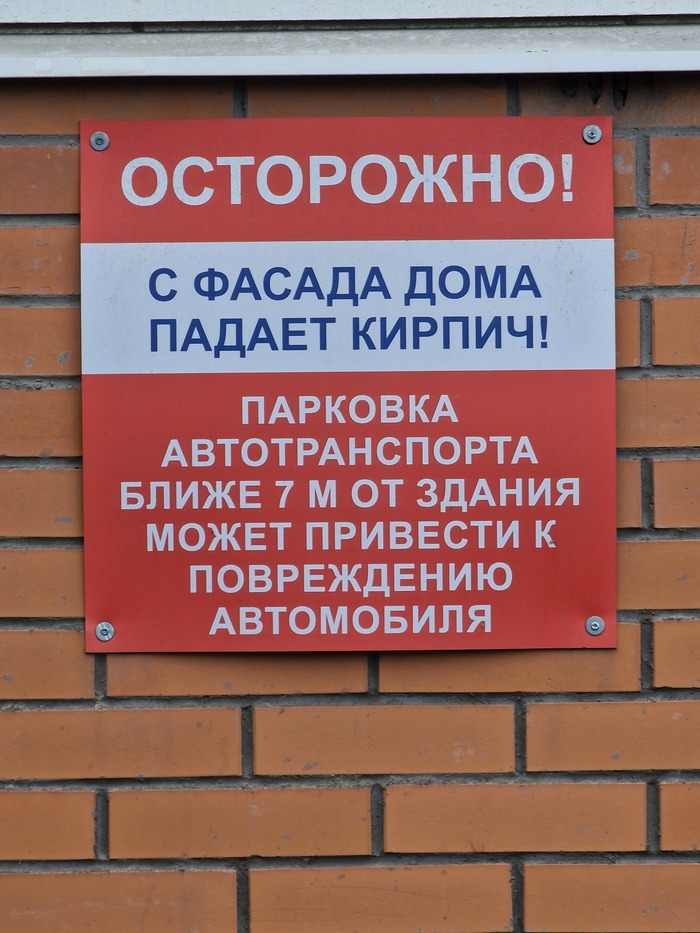 ОСТОРОЖНО!
С ФАСАДА ДОМА
ПАДАЕТ КИРПИЧ!
ПАРКОВКА
АВТОТРАНСПОРТА
БЛИЖЕ 7 М ОТ ЗДАНИЯ
МОЖЕТ ПРИВЕСТИ К
ПОВРЕЖДЕНИЮ
АВТОМОБИЛЯ